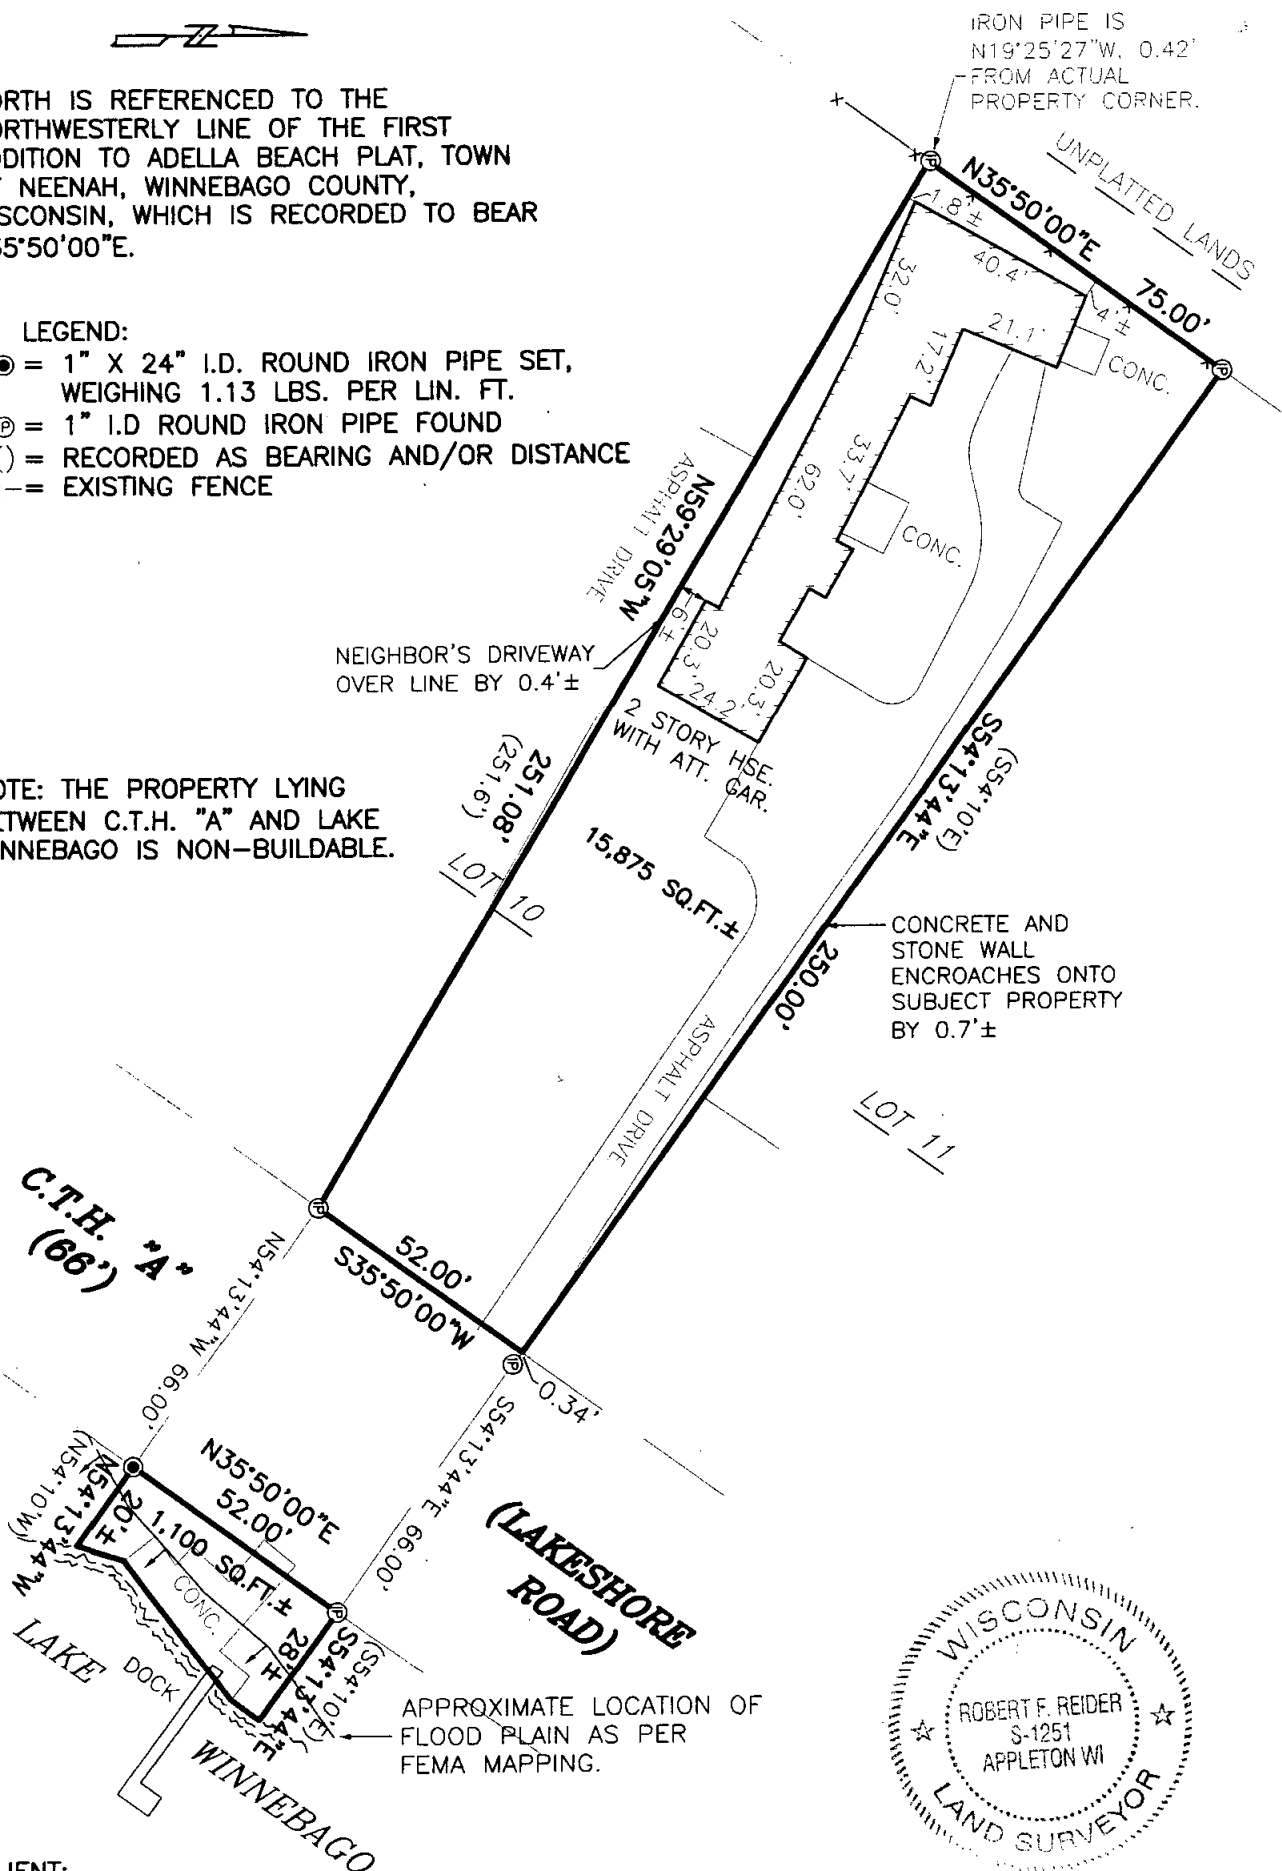 IRON PIPE IS
N19°25'27"W, 0.42'
FROM ACTUAL
PROPERTY CORNER.
Z
ORTH IS REFERENCED TO THE
ORTHWESTERLY LINE OF THE FIRST
DDITION TO ADELLA BEACH PLAT, TOWN
NEENAH, WINNEBAGO COUNTY,
ISCONSIN, WHICH IS RECORDED TO BEAR
35°50'00"E.
LEGEND:
= 1" X 24" I.D. ROUND IRON PIPE SET,
WEIGHING 1.13 LBS. PER LIN. FT.
= 1" I.D ROUND IRON PIPE FOUND
() = RECORDED AS BEARING AND/OR DISTANCE
-= EXISTING FENCE
UNPLATTED LANDS
N35°50'00"E
75.00'
1.8'±
40.4'
32.0'
4'±
21.1'
17.2'
CONC.
33.7'
62.0'
CONC.
N59°29'05"W
ASPHALT DRIVE
6'±
20.3'
24.2'
20.3'
NEIGHBOR'S DRIVEWAY
OVER LINE BY 0.4'±
2 STORY HSE.
WITH ATT. GAR.
S54°13'44"E
(S54°10'E)
251.08'
(251.6')
OTE: THE PROPERTY LYING
ETWEEN C.T.H. "A" AND LAKE
INNEBAGO IS NON-BUILDABLE.
LOT 10
15,875 SQ.FT.±
250.00'
CONCRETE AND
STONE WALL
ENCROACHES ONTO
SUBJECT PROPERTY
BY 0.7'±
ASPHALT DRIVE
LOT 11
C.T.H. "A"
(66')
52.00'
S35°50'00"W
N54°13'44"W 66.00'
0.34'
S54°13'44"E 66.00'
(LAKESHORE
ROAD)
N35°50'00"E
52.00'
N54°13'44"W
(N54°10'W)
20'±
1,100 SQ.FT.±
CONC.
28'±
S54°13'44"E
(S54°10'E)
LAKE
DOCK
WINNEBAGO
APPROXIMATE LOCATION OF
FLOOD PLAIN AS PER
FEMA MAPPING.
WISCONSIN
ROBERT F. REIDER
S-1251
APPLETON WI
LAND SURVEYOR
IENT: